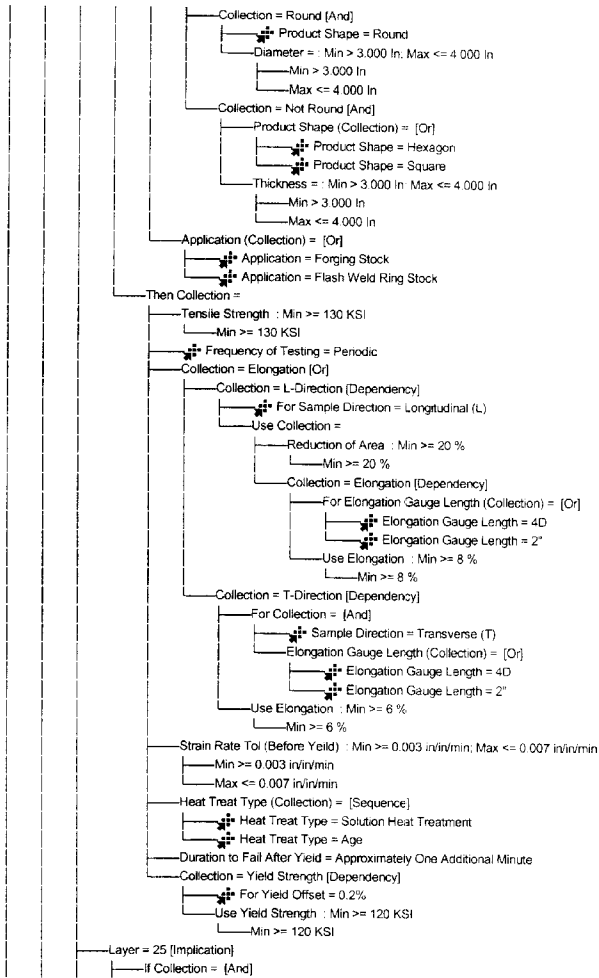 Collection = Round [And]
Product Shape = Round
Diameter = : Min > 3.000 In; Max <= 4.000 In
Min > 3.000 In
Max <= 4.000 In
Collection = Not Round [And]
Product Shape (Collection) = [Or]
Product Shape = Hexagon
Product Shape = Square
Thickness = : Min > 3.000 In; Max <= 4.000 In
Min > 3.000 In
Max <= 4.000 In
Application (Collection) = [Or]
Application = Forging Stock
Application = Flash Weld Ring Stock
Then Collection =
Tensile Strength : Min >= 130 KSI
Min >= 130 KSI
Frequency of Testing = Periodic
Collection = Elongation [Or]
Collection = L-Direction [Dependency]
For Sample Direction = Longitudinal (L)
Use Collection =
Reduction of Area : Min >= 20 %
Min >= 20 %
Collection = Elongation [Dependency]
For Elongation Gauge Length (Collection) = [Or]
Elongation Gauge Length = 4D
Elongation Gauge Length = 2"
Use Elongation : Min >= 8 %
Min >= 8 %
Collection = T-Direction [Dependency]
For Collection = [And]
Sample Direction = Transverse (T)
Elongation Gauge Length (Collection) = [Or]
Elongation Gauge Length = 4D
Elongation Gauge Length = 2"
Use Elongation : Min >= 6 %
Min >= 6 %
Strain Rate Tol (Before Yeild) : Min >= 0.003 in/in/min; Max <= 0.007 in/in/min
Min >= 0.003 in/in/min
Max <= 0.007 in/in/min
Heat Treat Type (Collection) = [Sequence]
Heat Treat Type = Solution Heat Treatment
Heat Treat Type = Age
Duration to Fail After Yield = Approximately One Additional Minute
Collection = Yield Strength [Dependency]
For Yield Offset = 0.2%
Use Yield Strength : Min >= 120 KSI
Min >= 120 KSI
Layer = 25 [Implication]
If Collection = [And]